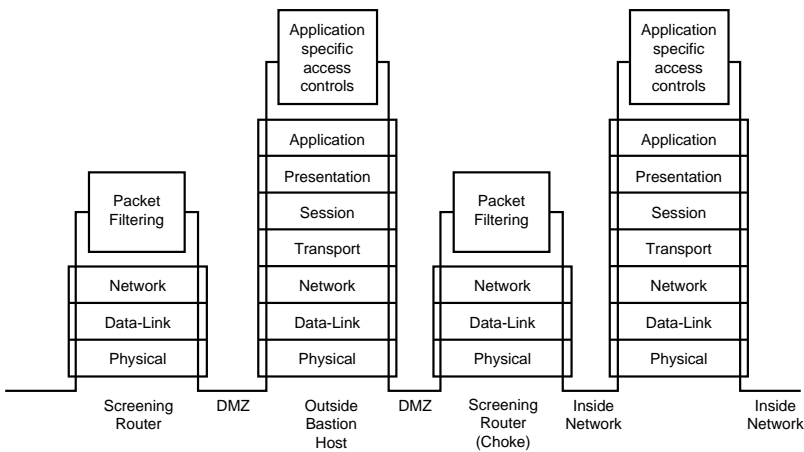 Application
specific
access
controls
Application
specific
access
controls
Application
Presentation
Session
Transport
Network
Data-Link
Physical
Application
Presentation
Session
Transport
Network
Data-Link
Physical
Packet
Filtering
Network
Data-Link
Physical
Packet
Filtering
Network
Data-Link
Physical
Screening
Router
DMZ
Outside
Bastion
Host
DMZ
Screening
Router
(Choke)
Inside
Network
Inside
Network